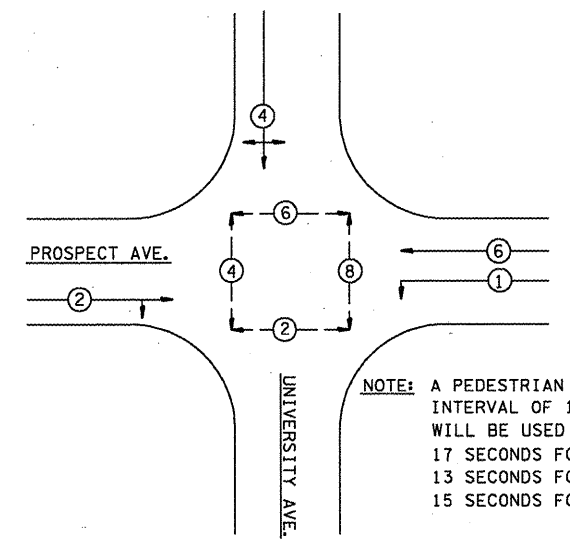 4
6
PROSPECT AVE.
6
4
8
1
2
2
UNIVERSITY AVE.
NOTE: A PEDESTRIAN
INTERVAL OF 1
WILL BE USED
17 SECONDS FO
13 SECONDS FO
15 SECONDS FO